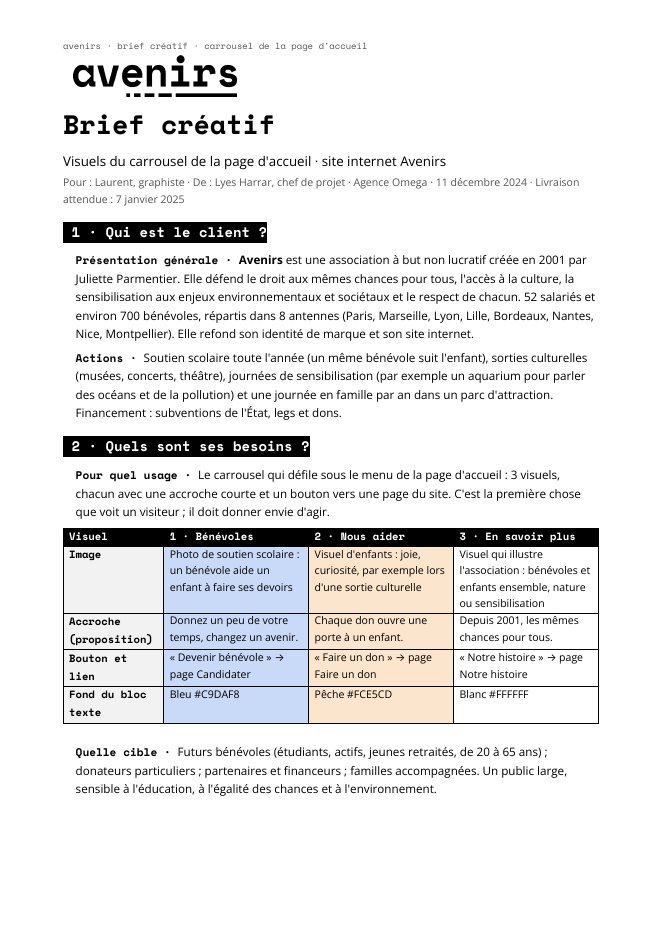 avenirs · brief créatif · carrousel de la page d'accueil
avenirs
Brief créatif
Visuels du carrousel de la page d'accueil · site internet Avenirs
Pour : Laurent, graphiste · De : Lyes Harrar, chef de projet · Agence Omega · 11 décembre 2024 · Livraison
attendue : 7 janvier 2025
1 · Qui est le client ?
Présentation générale · Avenirs est une association à but non lucratif créée en 2001 par
Juliette Parmentier. Elle défend le droit aux mêmes chances pour tous, l'accès à la culture, la
sensibilisation aux enjeux environnementaux et sociétaux et le respect de chacun. 52 salariés et
environ 700 bénévoles, répartis dans 8 antennes (Paris, Marseille, Lyon, Lille, Bordeaux, Nantes,
Nice, Montpellier). Elle refond son identité de marque et son site internet.
Actions · Soutien scolaire toute l'année (un même bénévole suit l'enfant), sorties culturelles
(musées, concerts, théâtre), journées de sensibilisation (par exemple un aquarium pour parler
des océans et de la pollution) et une journée en famille par an dans un parc d'attraction.
Financement : subventions de l'État, legs et dons.
2 · Quels sont ses besoins ?
Pour quel usage · Le carrousel qui défile sous le menu de la page d'accueil : 3 visuels,
chacun avec une accroche courte et un bouton vers une page du site. C'est la première chose
que voit un visiteur ; il doit donner envie d'agir.
Visuel 1 · Bénévoles 2 · Nous aider 3 · En savoir plus
Image
Photo de soutien scolaire :
un bénévole aide un
enfant à faire ses devoirs
Visuel d'enfants : joie,
curiosité, par exemple lors
d'une sortie culturelle
Visuel qui illustre
l'association : bénévoles et
enfants ensemble, nature
ou sensibilisation
Accroche
(proposition)
Donnez un peu de votre
temps, changez un avenir.
Chaque don ouvre une
porte à un enfant.
Depuis 2001, les mêmes
chances pour tous.
Bouton et
lien
« Devenir bénévole » →
page Candidater
« Faire un don » → page
Faire un don
« Notre histoire » → page
Notre histoire
Fond du bloc
texte
Bleu #C9DAF8
Pêche #FCE5CD
Blanc #FFFFFF
Quelle cible · Futurs bénévoles (étudiants, actifs, jeunes retraités, de 20 à 65 ans) ;
donateurs particuliers ; partenaires et financeurs ; familles accompagnées. Un public large,
sensible à l'éducation, à l'égalité des chances et à l'environnement.